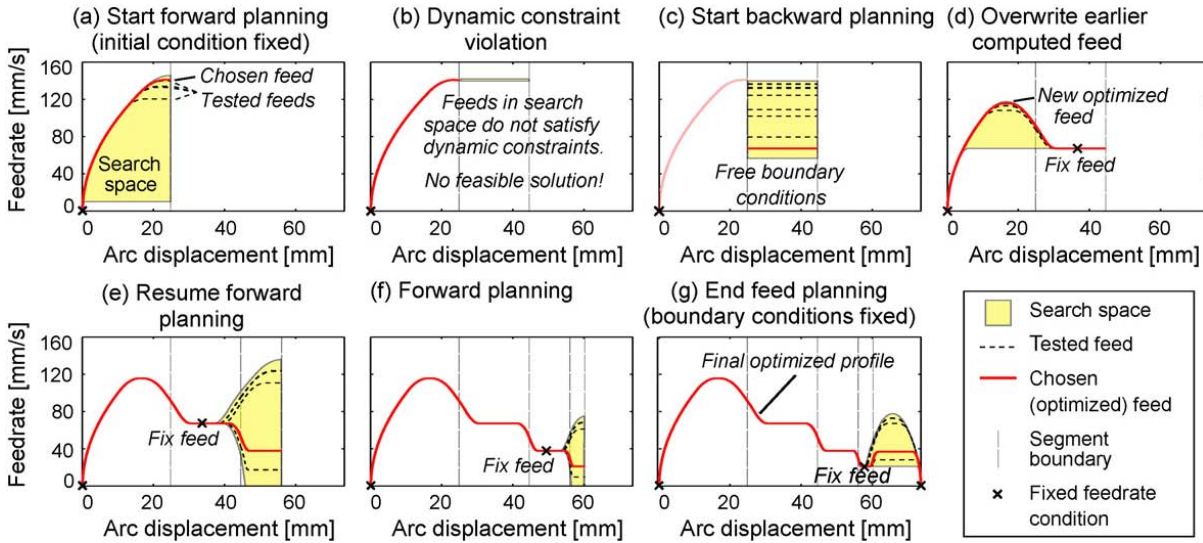 (a) Start forward planning
(initial condition fixed)
(b) Dynamic constraint
violation
(c) Start backward planning
(d) Overwrite earlier
computed feed
Feedrate [mm/s]
160
120
80
40
0
Chosen feed
Tested feeds
Search
space
0 20 40 60
Arc displacement [mm]
Feeds in search
space do not satisfy
dynamic constraints.
No feasible solution!
0 20 40 60
Arc displacement [mm]
Free boundary
conditions
0 20 40 60
Arc displacement [mm]
New optimized
feed
Fix feed
0 20 40 60
Arc displacement [mm]
(e) Resume forward
planning
(f) Forward planning
(g) End feed planning
(boundary conditions fixed)
Feedrate [mm/s]
160
120
80
40
0
Fix feed
0 20 40 60
Arc displacement [mm]
Fix feed
0 20 40 60
Arc displacement [mm]
Final optimized profile
Fix feed
0 20 40 60
Arc displacement [mm]
Search space
Tested feed
Chosen
(optimized) feed
Segment
boundary
Fixed feedrate
condition